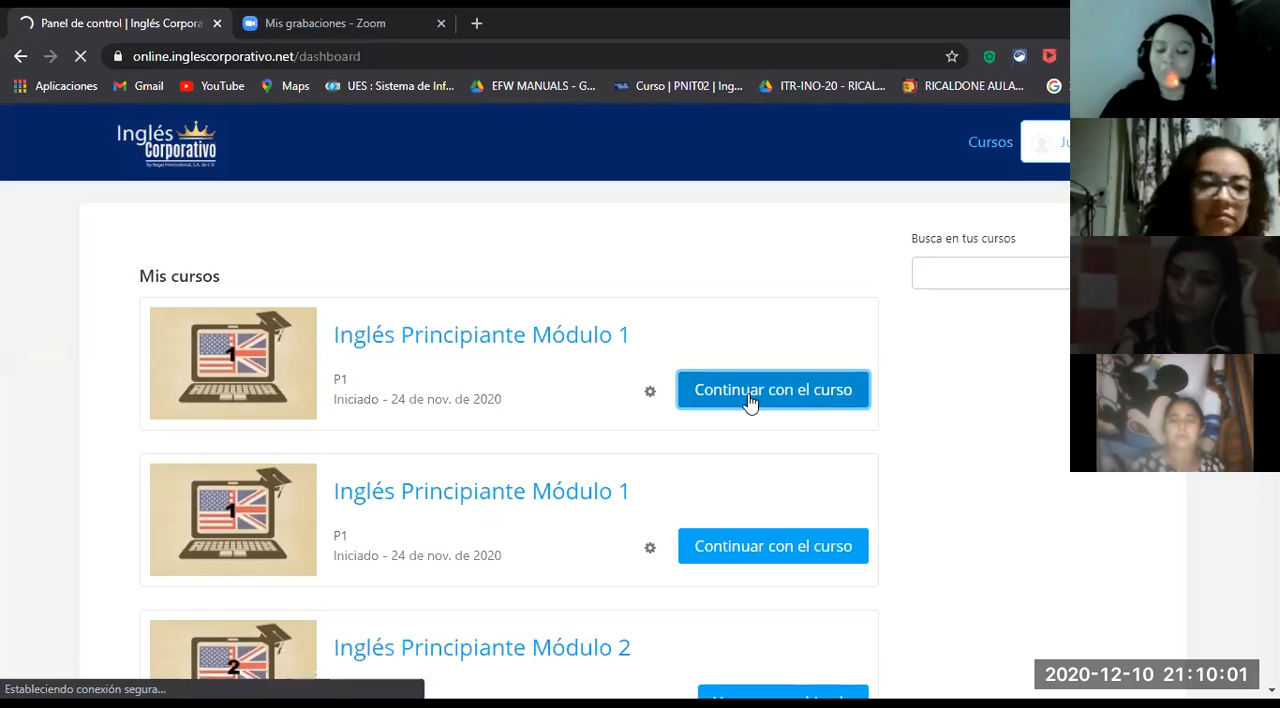 Panel de control | Inglés Corpora
Mis grabaciones - Zoom
online.inglescorporativo.net/dashboard
Aplicaciones
Gmail
YouTube
Maps
UES : Sistema de Inf...
EFW MANUALS - G...
Curso | PNIT02 | Ing...
ITR-INO-20 - RICAL...
RICALDONE AULA...
Inglés
Corporativo
Cursos
Busca en tus cursos
Mis cursos
Inglés Principiante Módulo 1
P1
Iniciado - 24 de nov. de 2020
Continuar con el curso
1
Inglés Principiante Módulo 1
P1
Iniciado - 24 de nov. de 2020
Continuar con el curso
1
Inglés Principiante Módulo 2
2
Estableciendo conexión segura...
2020-12-10 21:10:01